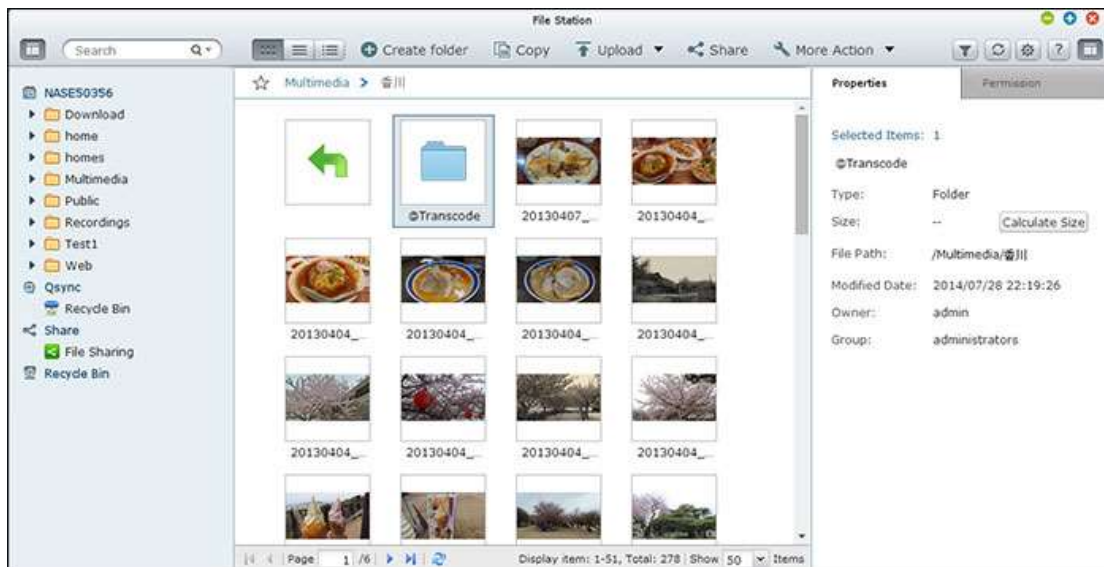 File Station
Search
Create folder
Copy
Upload
Share
More Action
?
NASE50356
Download
home
homes
Multimedia
Public
Recordings
Test1
Web
Qsync
Recycle Bin
Share
File Sharing
Recycle Bin
Multimedia > 香川
@Transcode
20130407_...
20130404_...
20130404_...
20130404_...
20130404_...
20130404_...
20130404_...
20130404_...
20130404_...
Page 1 /6
Display item: 1-51, Total: 278 Show 50 Items
Properties
Permission
Selected Items: 1
@Transcode
Type: Folder
Size: -- Calculate Size
File Path: /Multimedia/香川
Modified Date: 2014/07/28 22:19:26
Owner: admin
Group: administrators